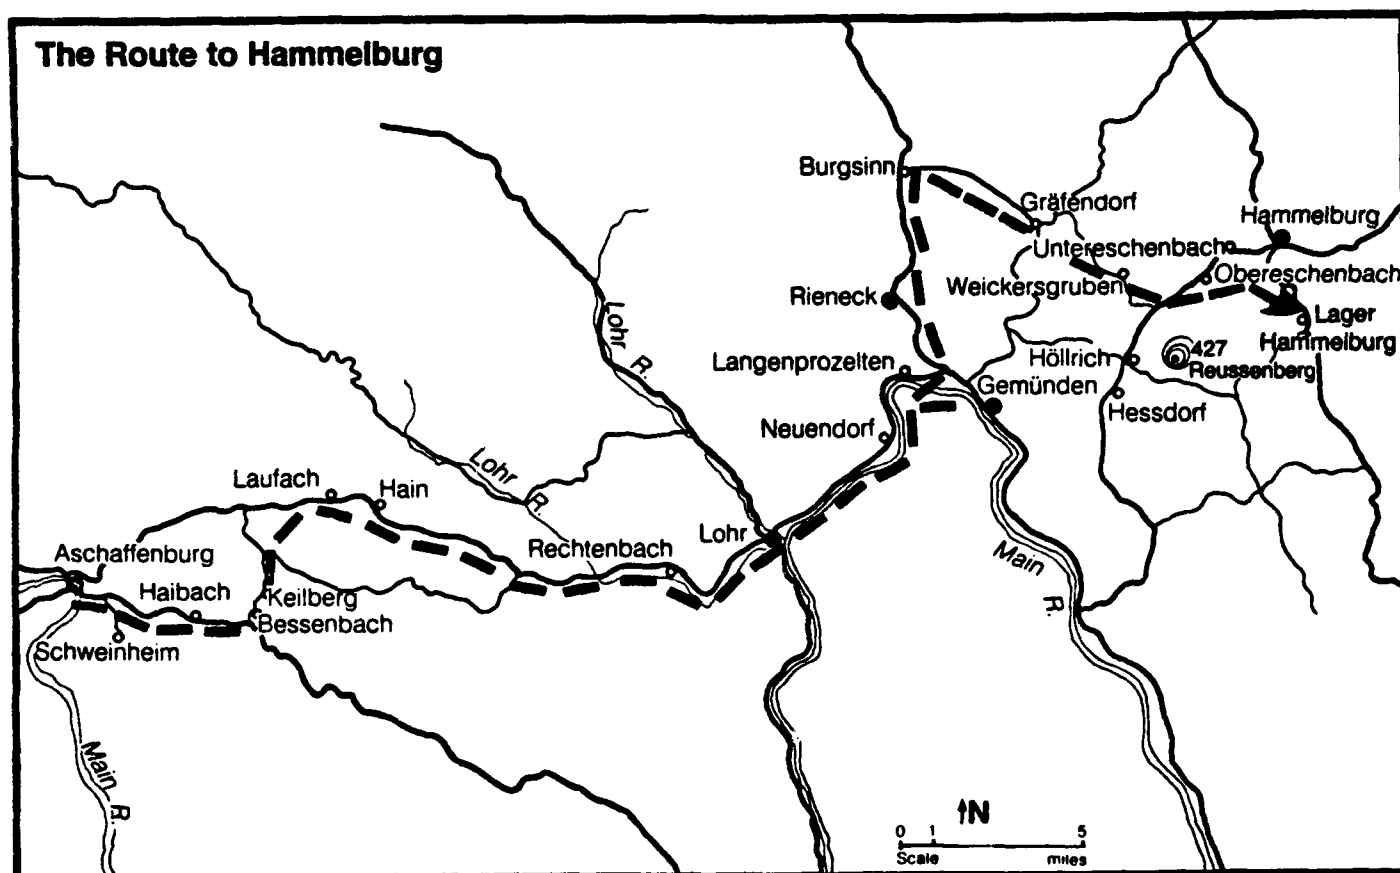 The Route to Hammelburg
Burgsinn
Gräfendorf
Hammelburg
Untereschenbach
Obereschenbach
Weickersgruben
Rieneck
Lager
Hammelburg
Lohr R.
Langenprozelten
Höllrich
427
Reussenberg
Gemünden
Hessdorf
Neuendorf
Lohr R.
Laufach
Hain
Lohr
Rechtenbach
Main R.
Aschaffenburg
Haibach
Keilberg
Bessenbach
Schweinheim
Main R.
N
0 1 5
Scale miles